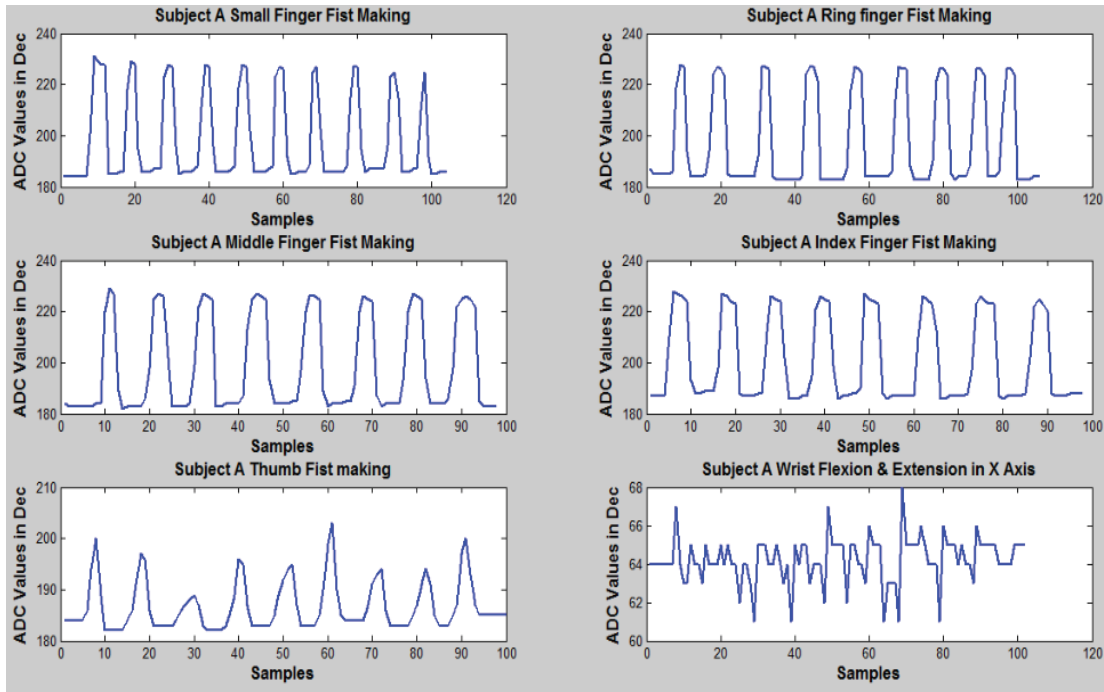 Subject A Small Finger Fist Making
ADC Values in Dec
240
220
200
180
0 20 40 60 80 100 120
Samples
Subject A Ring finger Fist Making
ADC Values in Dec
240
220
200
180
0 20 40 60 80 100 120
Samples
Subject A Middle Finger Fist Making
ADC Values in Dec
240
220
200
180
0 10 20 30 40 50 60 70 80 90 100
Samples
Subject A Index Finger Fist Making
ADC Values in Dec
240
220
200
180
0 10 20 30 40 50 60 70 80 90 100
Samples
Subject A Thumb Fist making
ADC Values in Dec
210
200
190
180
0 10 20 30 40 50 60 70 80 90 100
Samples
Subject A Wrist Flexion & Extension in X Axis
ADC Values in Dec
68
66
64
62
60
0 20 40 60 80 100 120
Samples